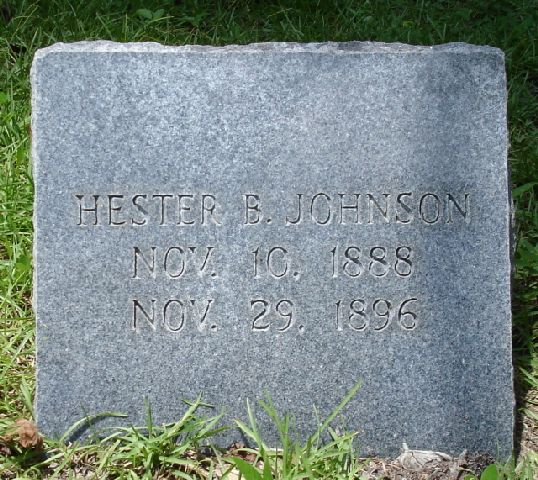 HESTER B. JOHNSON
NOV. 10, 1888
NOV. 29, 1896